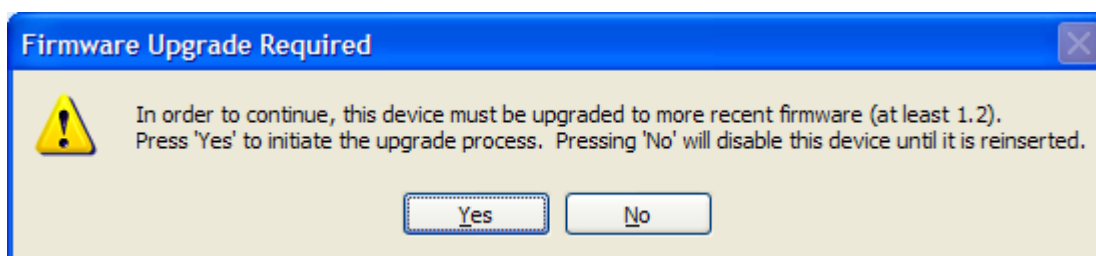 Firmware Upgrade Required
In order to continue, this device must be upgraded to more recent firmware (at least 1.2).
Press 'Yes' to initiate the upgrade process.  Pressing 'No' will disable this device until it is reinserted.
Yes
No